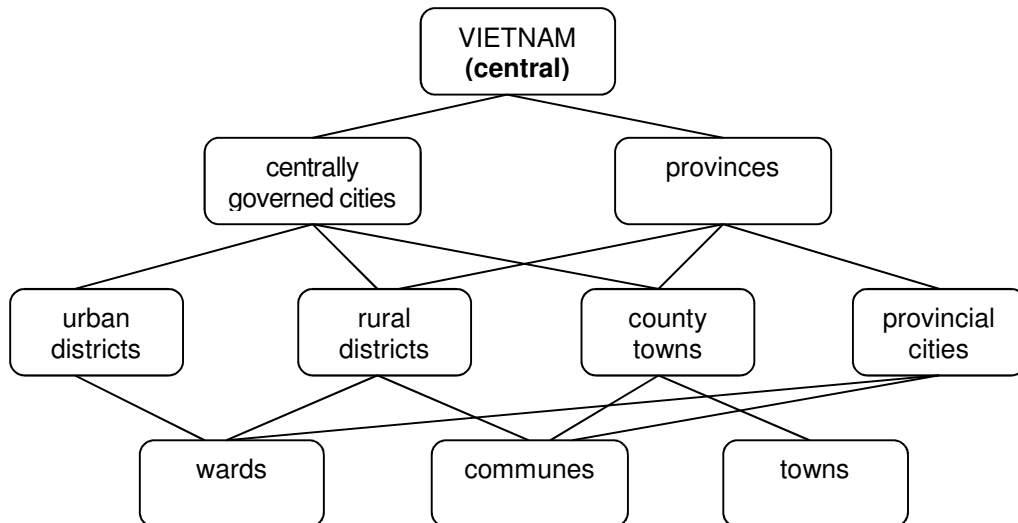 VIETNAM
(central)
centrally
governed cities
provinces
urban
districts
rural
districts
county
towns
provincial
cities
wards
communes
towns